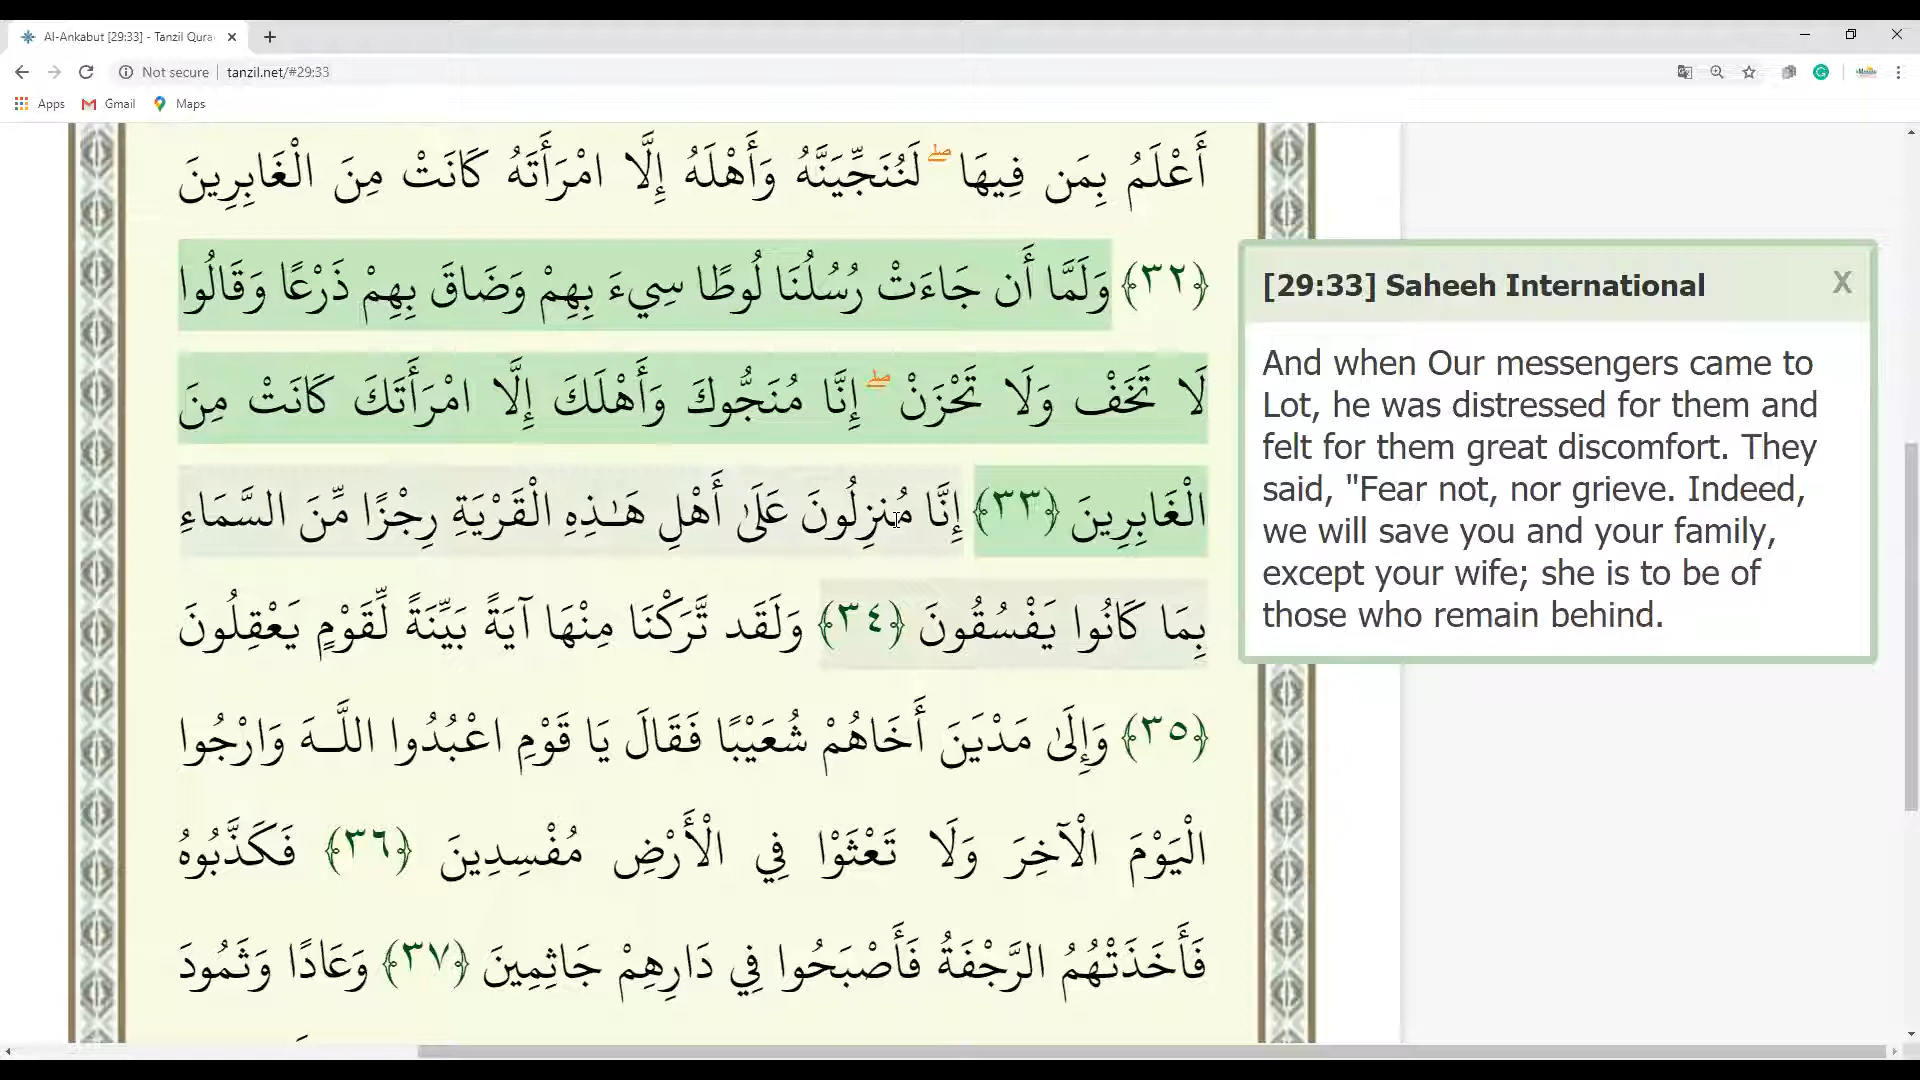 Al-Ankabut [29:33] - Tanzil Qura
Not secure
tanzil.net/#29:33
Apps Gmail Maps
أَعْلَمُ بِمَن فِيهَا ۖ لَنُنَجِّيَنَّهُ وَأَهْلَهُ إِلَّا امْرَأَتَهُ كَانَتْ مِنَ الْغَابِرِينَ
﴿٣٢﴾ وَلَمَّا أَن جَاءَتْ رُسُلُنَا لُوطًا سِيءَ بِهِمْ وَضَاقَ بِهِمْ ذَرْعًا وَقَالُوا
لَا تَخَفْ وَلَا تَحْزَنْ ۖ إِنَّا مُنَجُّوكَ وَأَهْلَكَ إِلَّا امْرَأَتَكَ كَانَتْ مِنَ
الْغَابِرِينَ ﴿٣٣﴾ إِنَّا مُنزِلُونَ عَلَىٰ أَهْلِ هَـٰذِهِ الْقَرْيَةِ رِجْزًا مِّنَ السَّمَاءِ
بِمَا كَانُوا يَفْسُقُونَ ﴿٣٤﴾ وَلَقَد تَّرَكْنَا مِنْهَا آيَةً بَيِّنَةً لِّقَوْمٍ يَعْقِلُونَ
﴿٣٥﴾ وَإِلَىٰ مَدْيَنَ أَخَاهُمْ شُعَيْبًا فَقَالَ يَا قَوْمِ اعْبُدُوا اللَّـهَ وَارْجُوا
الْيَوْمَ الْآخِرَ وَلَا تَعْثَوْا فِي الْأَرْضِ مُفْسِدِينَ ﴿٣٦﴾ فَكَذَّبُوهُ
فَأَخَذَتْهُمُ الرَّجْفَةُ فَأَصْبَحُوا فِي دَارِهِمْ جَاثِمِينَ ﴿٣٧﴾ وَعَادًا وَثَمُودَ
[29:33] Saheeh International X
And when Our messengers came to
Lot, he was distressed for them and
felt for them great discomfort. They
said, "Fear not, nor grieve. Indeed,
we will save you and your family,
except your wife; she is to be of
those who remain behind.